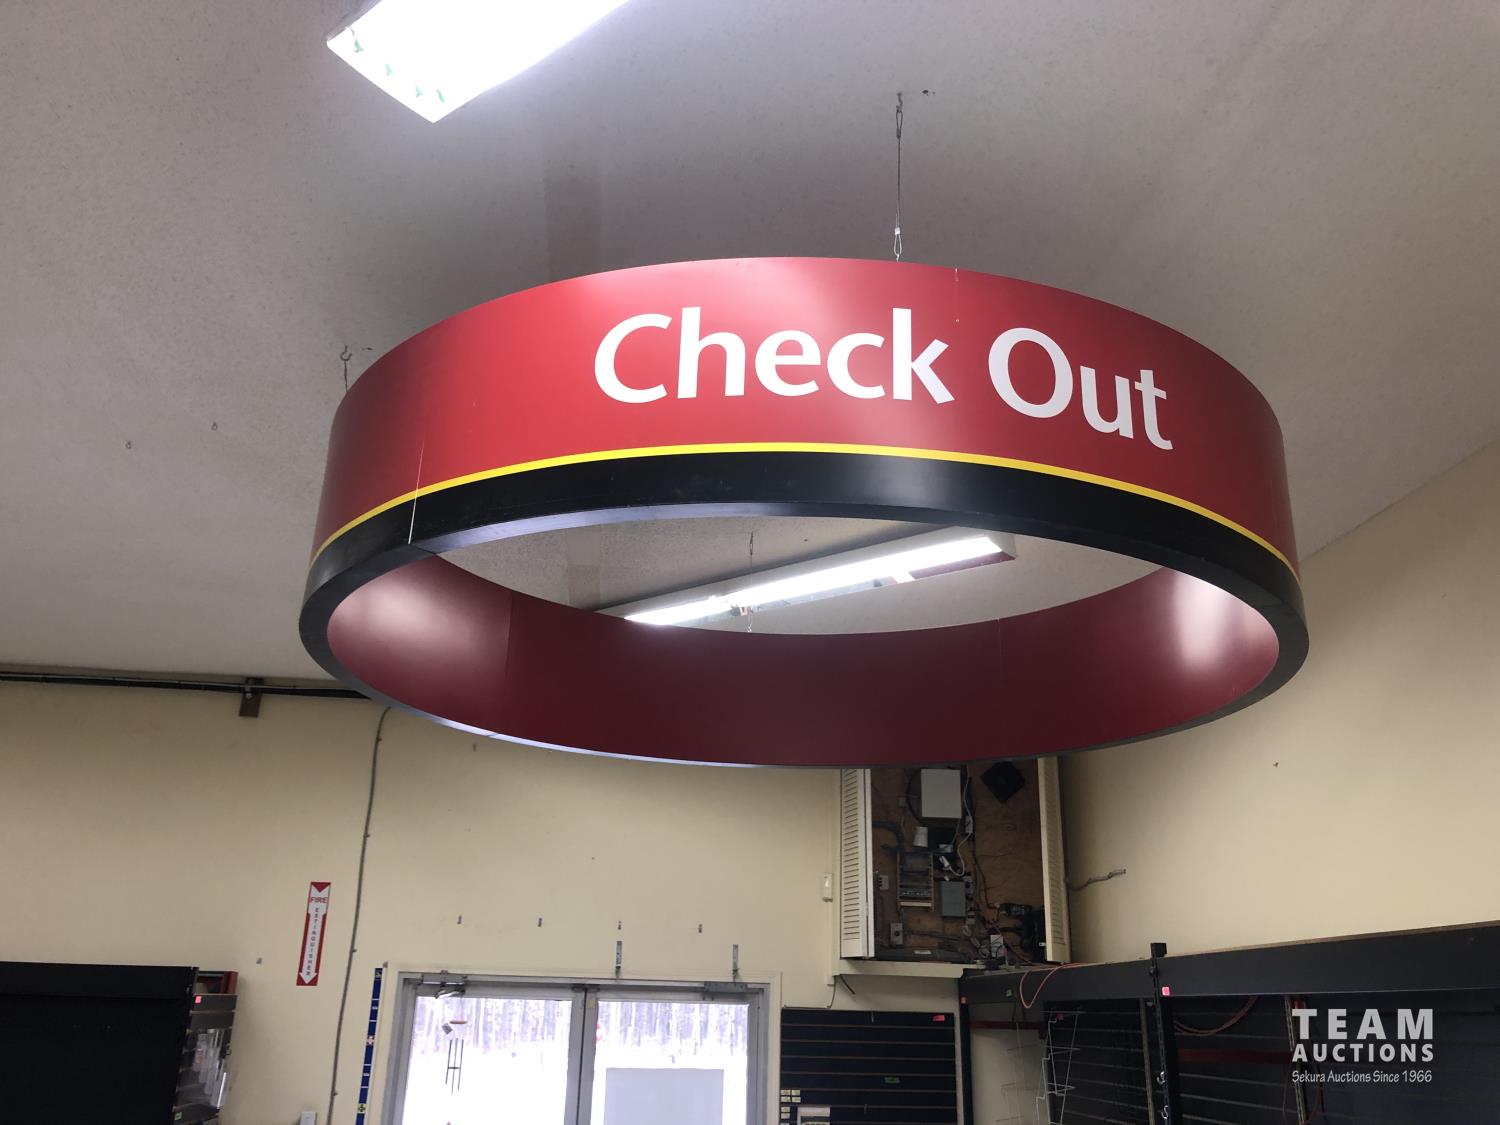 Check Out
FIRE
EXTINGUISHER
TEAM
AUCTIONS
Sekura Auctions Since 1966